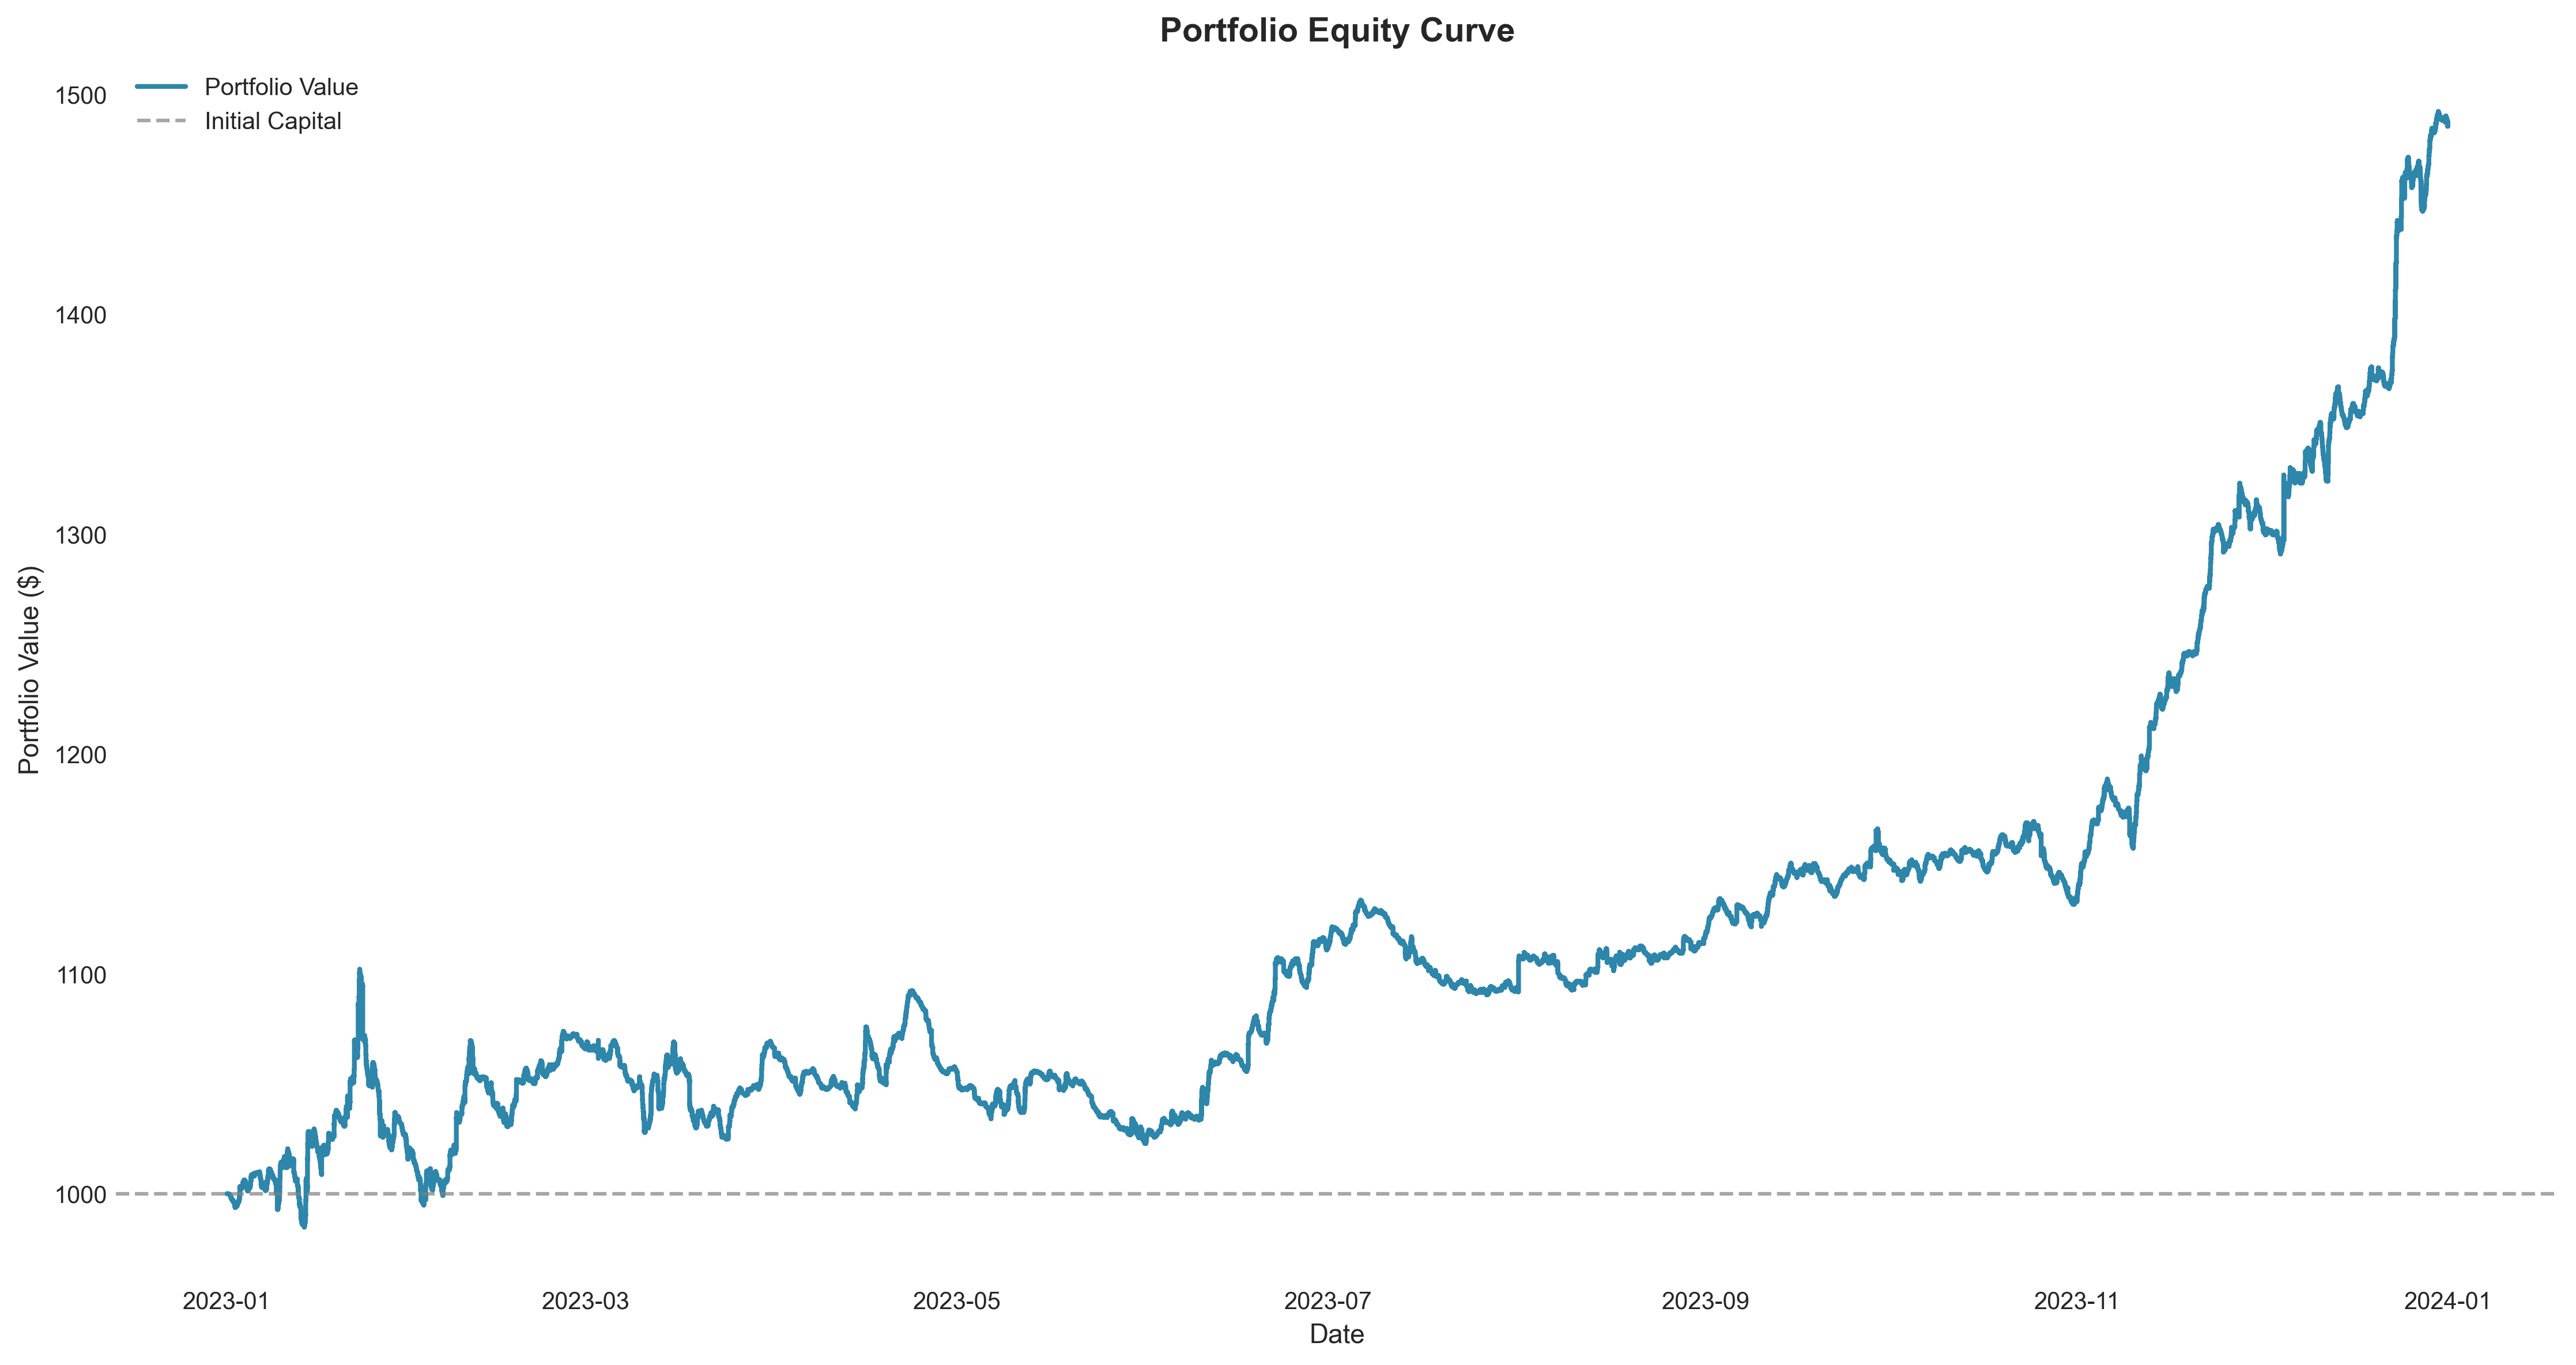 Portfolio Equity Curve
Portfolio Value
Initial Capital
1500
1400
1300
1200
1100
1000
Portfolio Value ($)
2023-01
2023-03
2023-05
2023-07
2023-09
2023-11
2024-01
Date